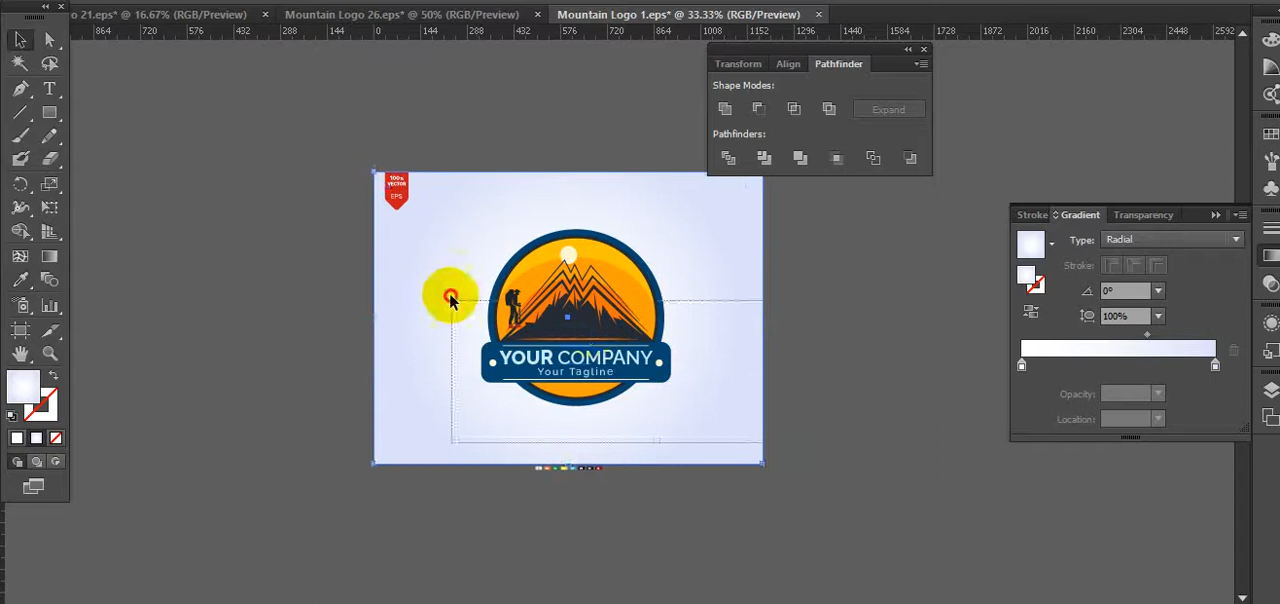 o 21.eps* @ 16.67% (RGB/Preview) × Mountain Logo 26.eps* @ 50% (RGB/Preview) × Mountain Logo 1.eps* @ 33.33% (RGB/Preview) ×
864 720 576 432 288 144 0 144 288 432 576 720 864 1008 1152 1296 1440 1584 1728 1872 2016 2160 2304 2448 2592
Transform Align Pathfinder
Shape Modes:
Expand
Pathfinders:
100%
VECTOR
EPS
YOUR COMPANY
Your Tagline
Stroke Gradient Transparency
Type: Radial
Stroke:
0°
100%
Opacity:
Location: